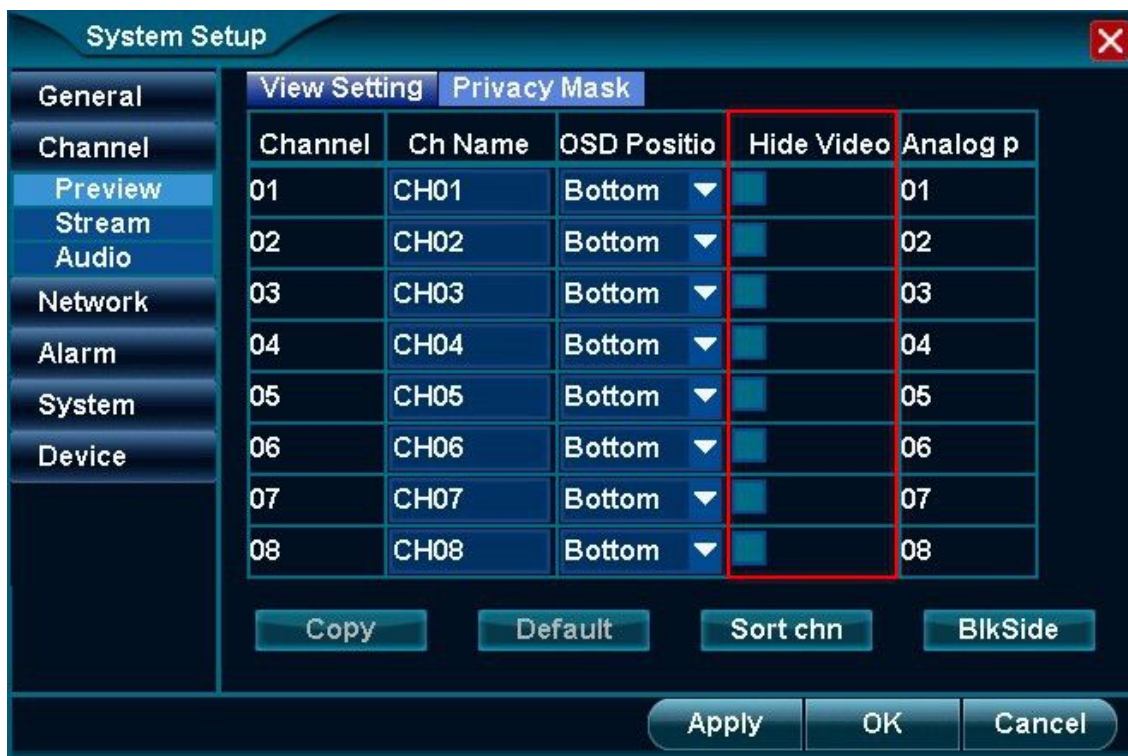 System Setup
General
Channel
Preview
Stream
Audio
Network
Alarm
System
Device
View Setting Privacy Mask
Channel Ch Name OSD Positio Hide Video Analog p
01 CH01 Bottom 01
02 CH02 Bottom 02
03 CH03 Bottom 03
04 CH04 Bottom 04
05 CH05 Bottom 05
06 CH06 Bottom 06
07 CH07 Bottom 07
08 CH08 Bottom 08
Copy Default Sort chn BlkSide
Apply OK Cancel